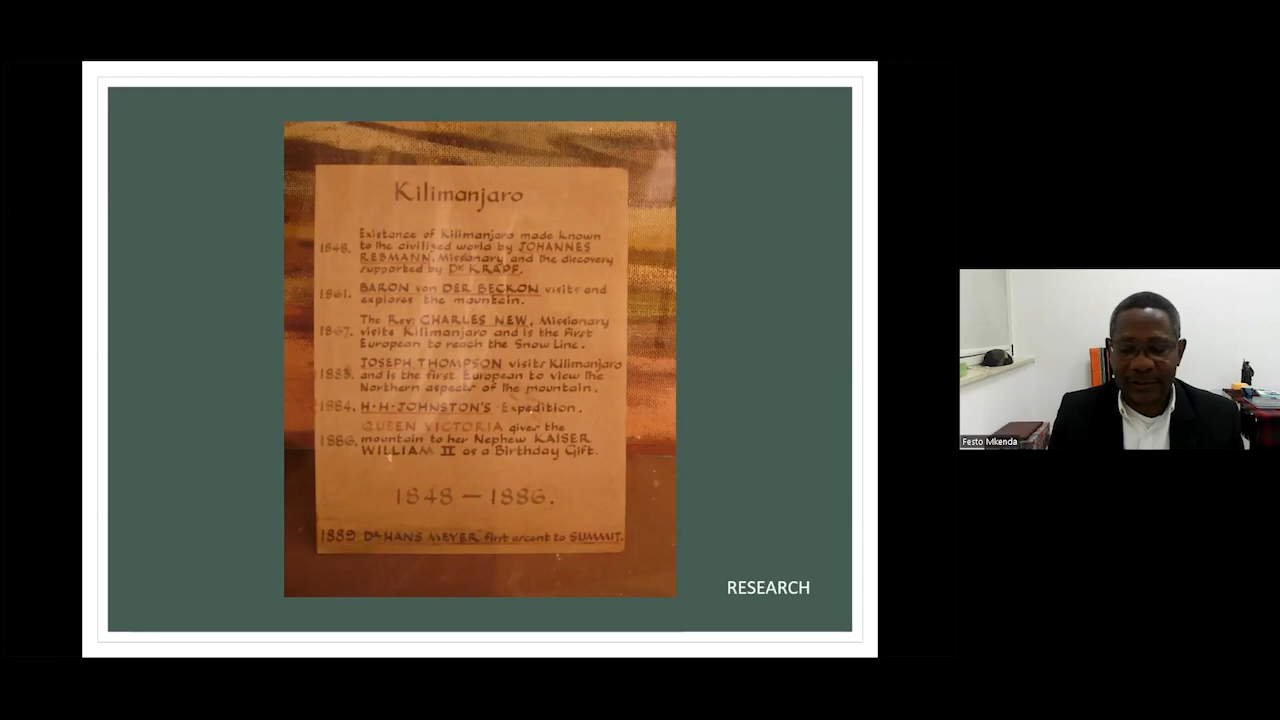 Kilimanjaro
1848. Existance of Kilimanjaro made known
to the civilized world by JOHANNES
REBMANN, Missionary and the discovery
supported by Dr KRAPF.
1861. BARON von DER BECKON visits and
explores the mountain.
1867. The Rev: CHARLES NEW, Missionary
visits Kilimanjaro and is the first
European to reach the Snow Line.
1883. JOSEPH THOMPSON visits Kilimanjaro
and is the first European to view the
Northern aspects of the mountain.
1884. H·H·JOHNSTON'S Expedition.
1886. QUEEN VICTORIA gives the
mountain to her Nephew KAISER
WILLIAM II as a Birthday Gift.
1848 — 1886.
1889 Dr HANS MEYER first ascent to SUMMIT.
RESEARCH
Festo Mkenda